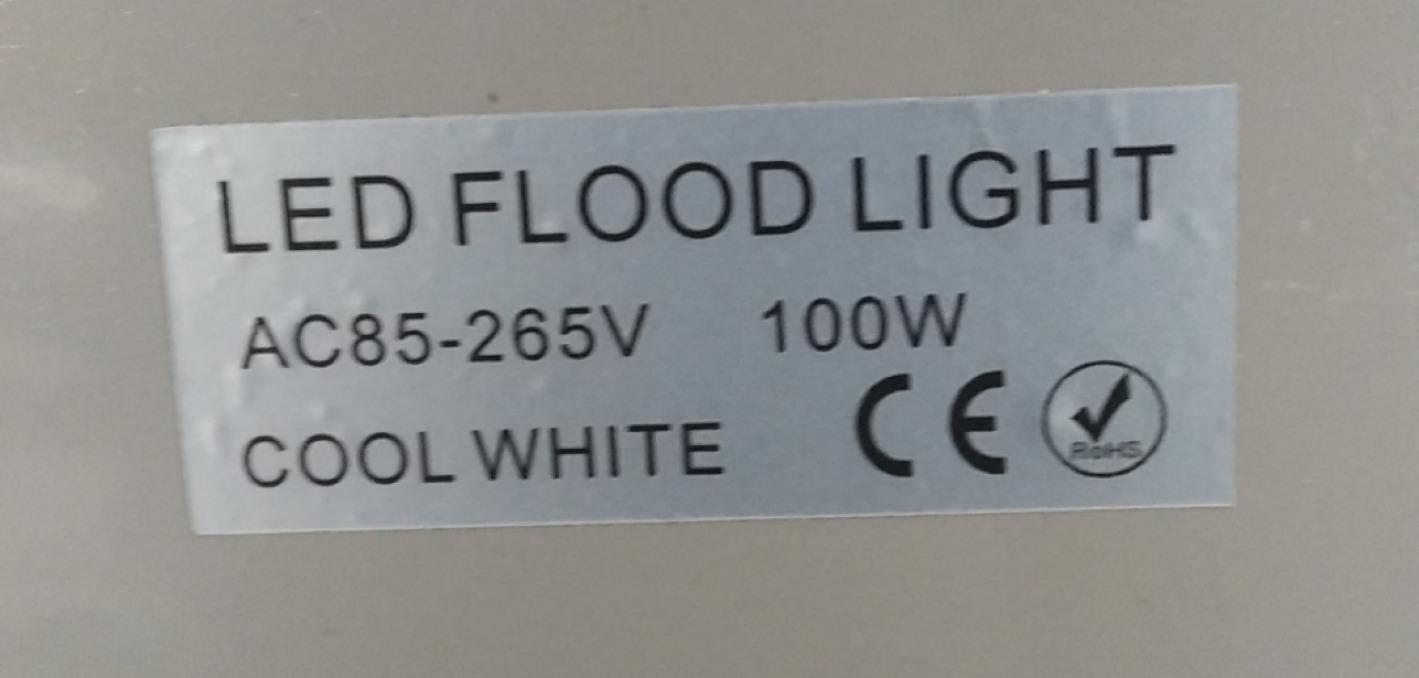 LED FLOOD LIGHT
AC85-265V 100W
COOL WHITE CE RoHS